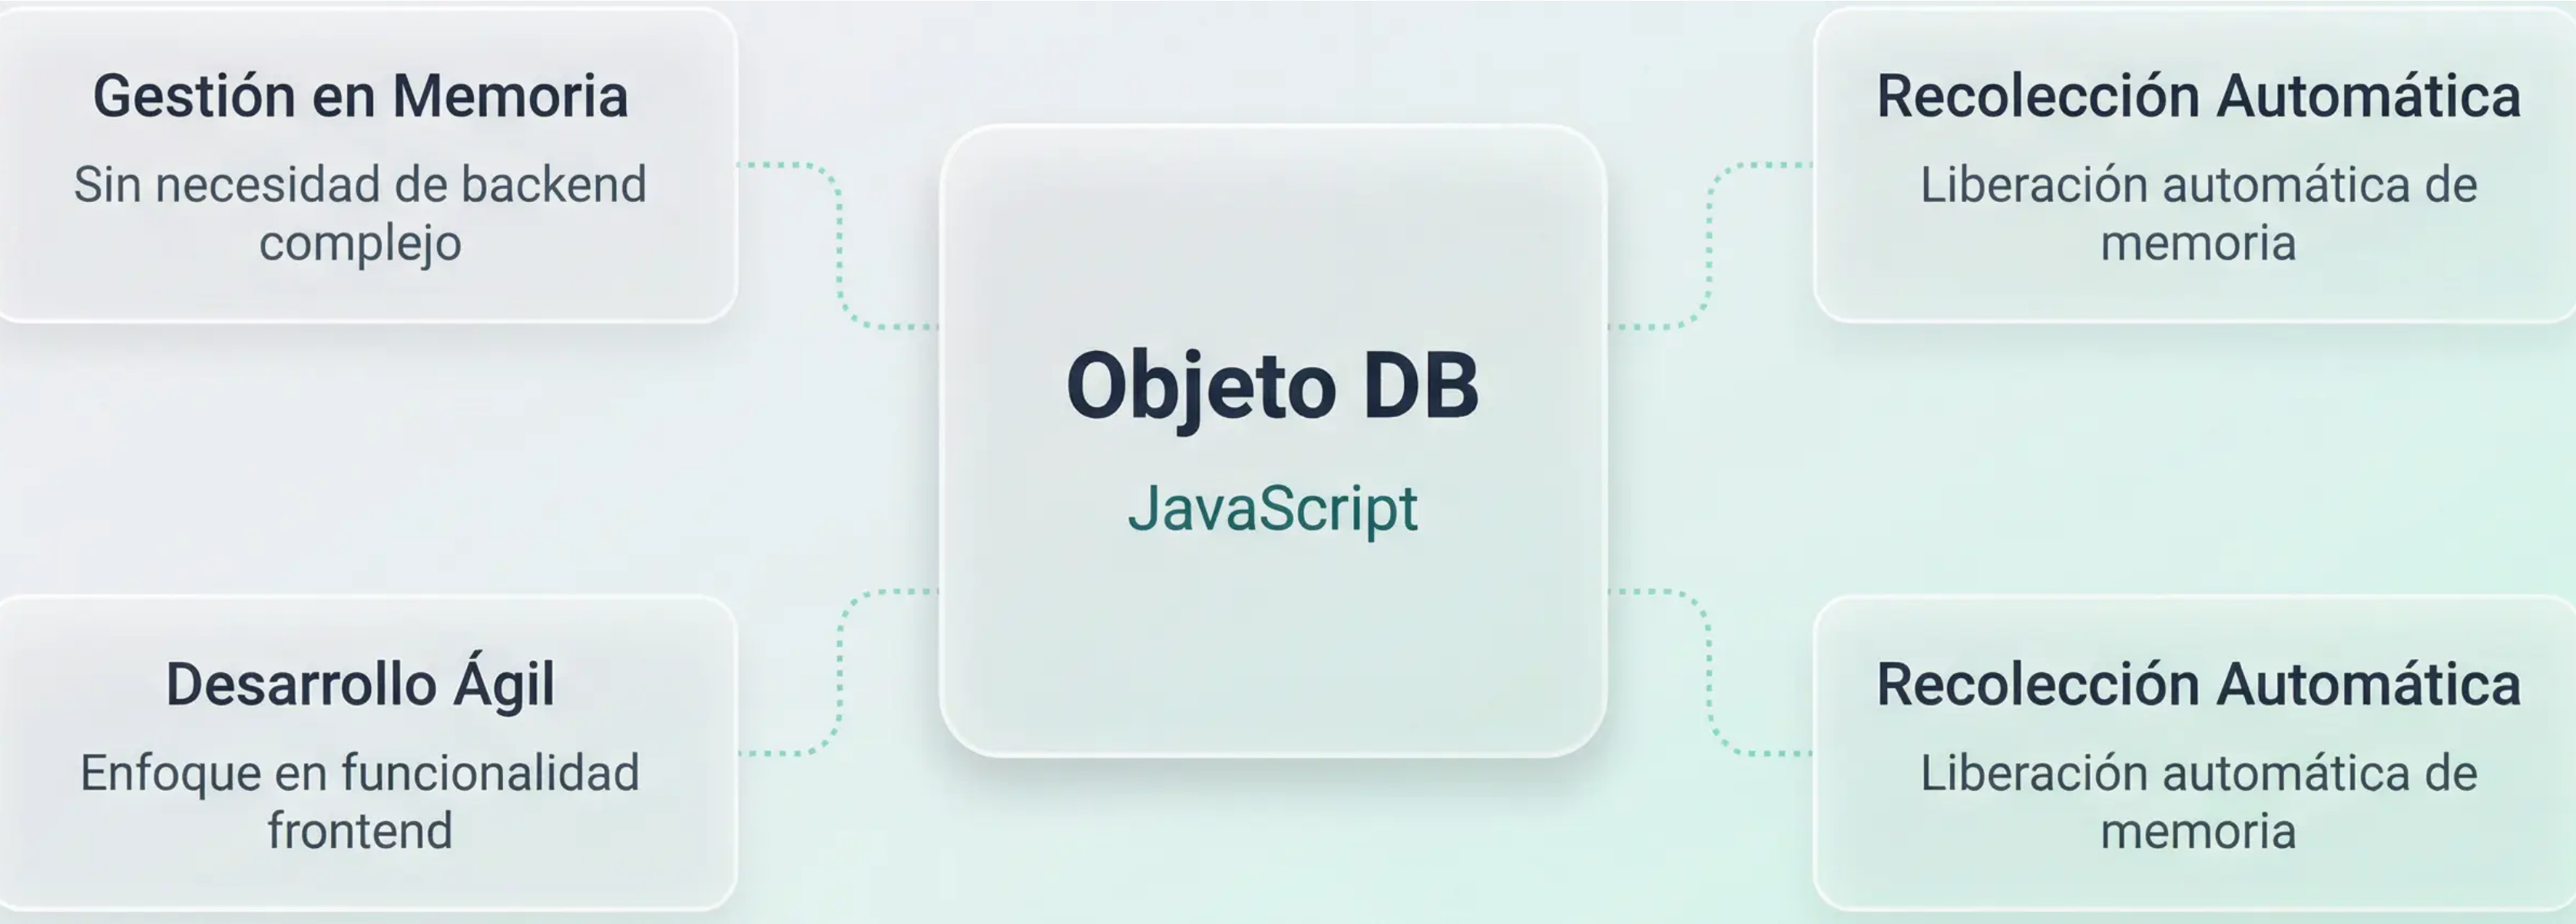 Gestión en Memoria
Sin necesidad de backend
complejo
Recolección Automática
Liberación automática de
memoria
Objeto DB
JavaScript
Desarrollo Ágil
Enfoque en funcionalidad
frontend
Recolección Automática
Liberación automática de
memoria